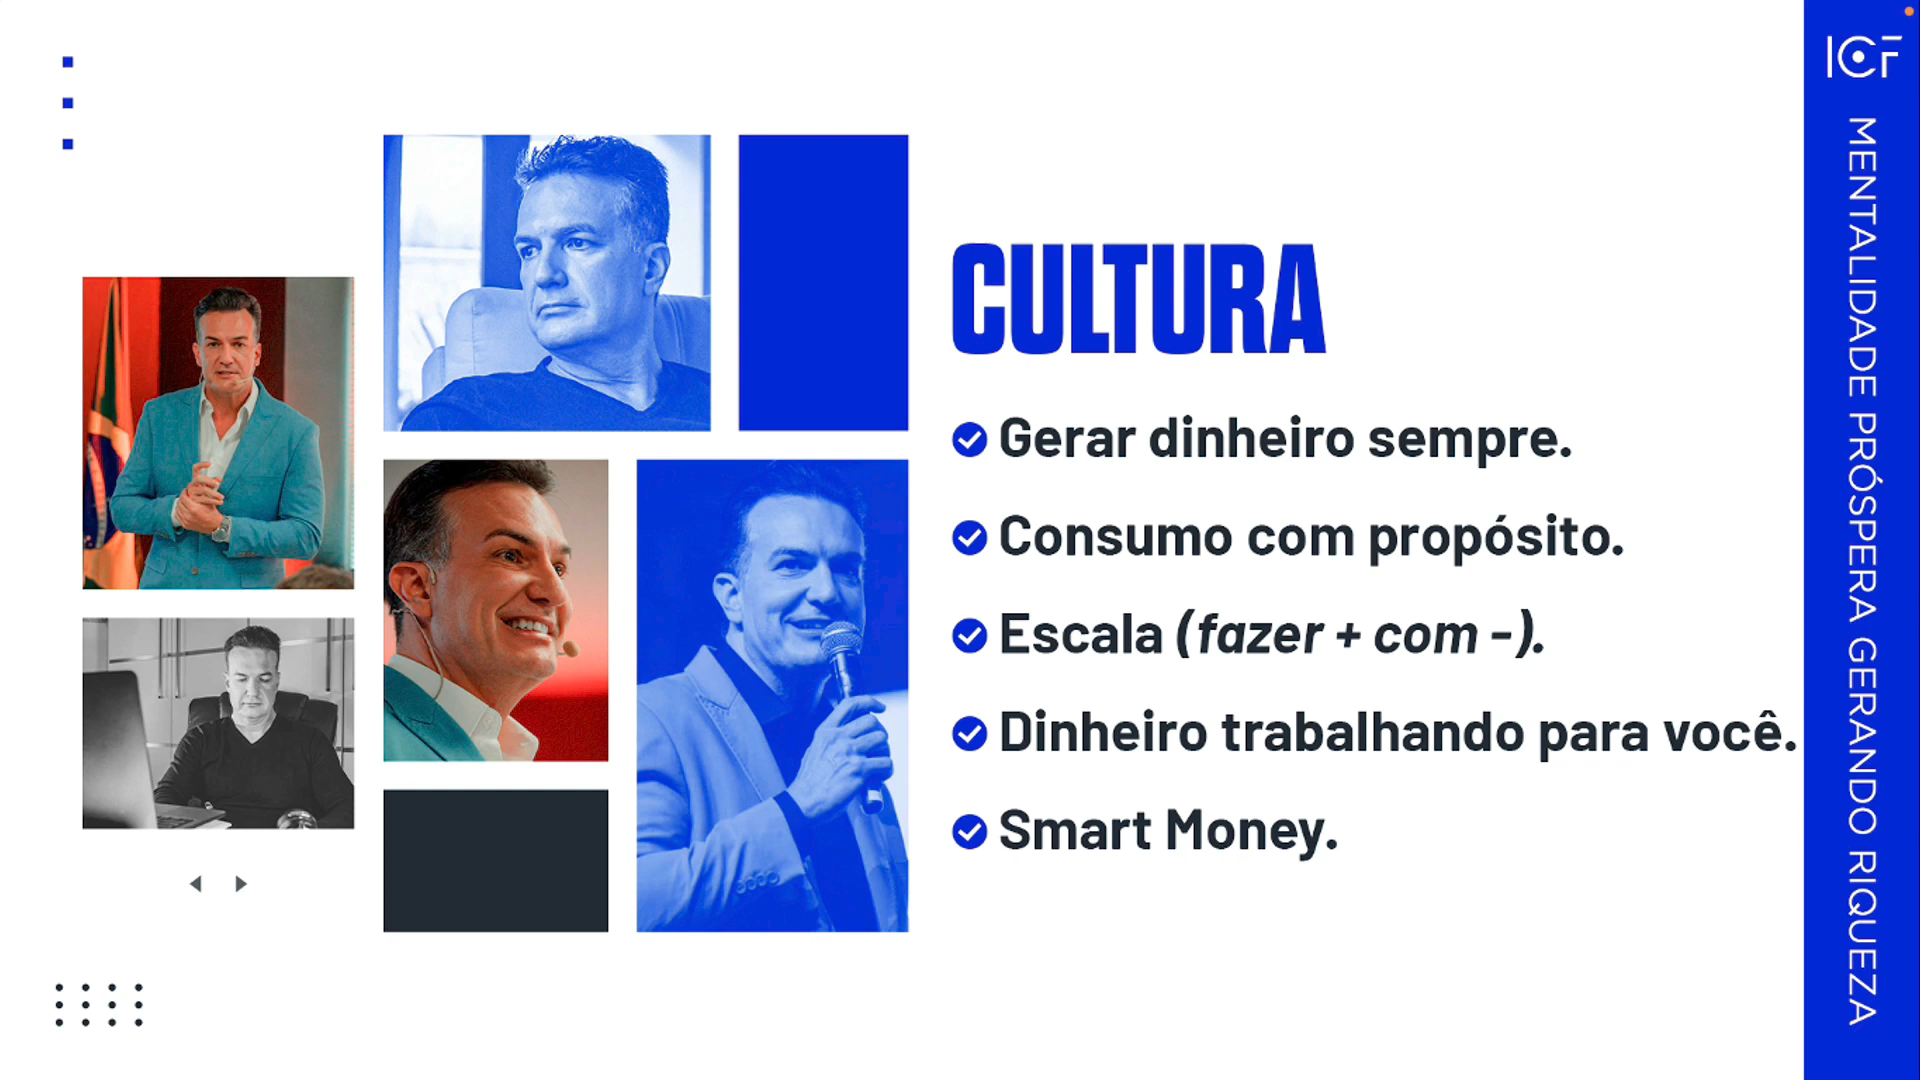 CULTURA
Gerar dinheiro sempre.
Consumo com propósito.
Escala (fazer + com -).
Dinheiro trabalhando para você.
Smart Money.
ICF
MENTALIDADE PRÓSPERA GERANDO RIQUEZA